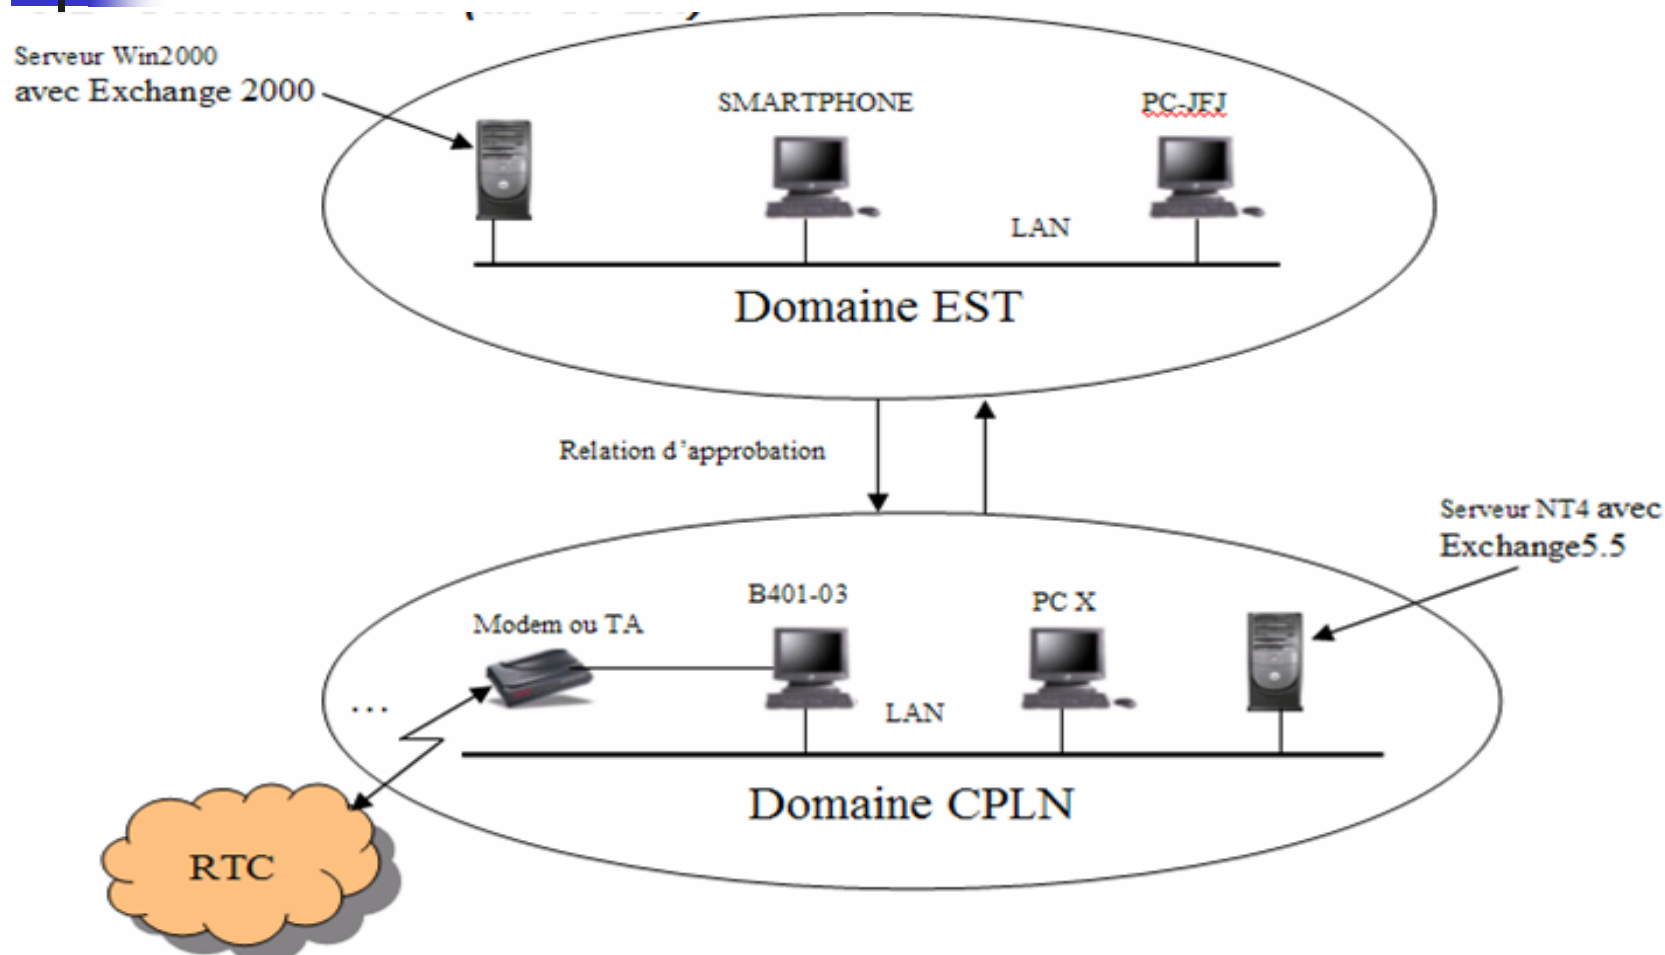 Serveur Win2000
avec Exchange 2000
SMARTPHONE
PC-JFJ
LAN
Domaine EST
Relation d'approbation
Serveur NT4 avec
Exchange5.5
B401-03
PC X
Modem ou TA
...
LAN
Domaine CPLN
RTC